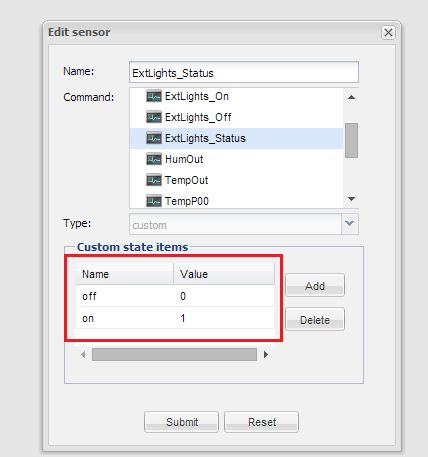 Edit sensor
Name: ExtLights_Status
Command: ExtLights_On
ExtLights_Off
ExtLights_Status
HumOut
TempOut
TempP00
Type: custom
Custom state items
Name Value
off 0
on 1
Add
Delete
Submit Reset